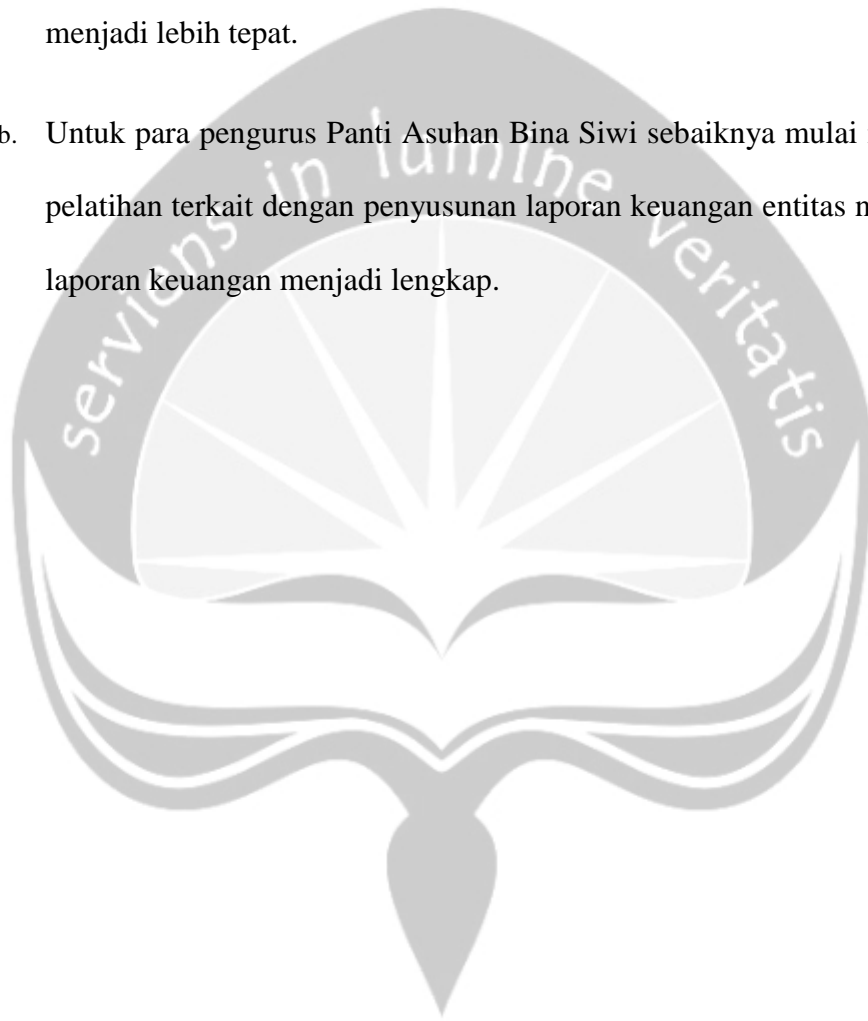 menjadi lebih tepat.
b. Untuk para pengurus Panti Asuhan Bina Siwi sebaiknya mulai
pelatihan terkait dengan penyusunan laporan keuangan entitas
laporan keuangan menjadi lengkap.
serviens in lumine veritatis